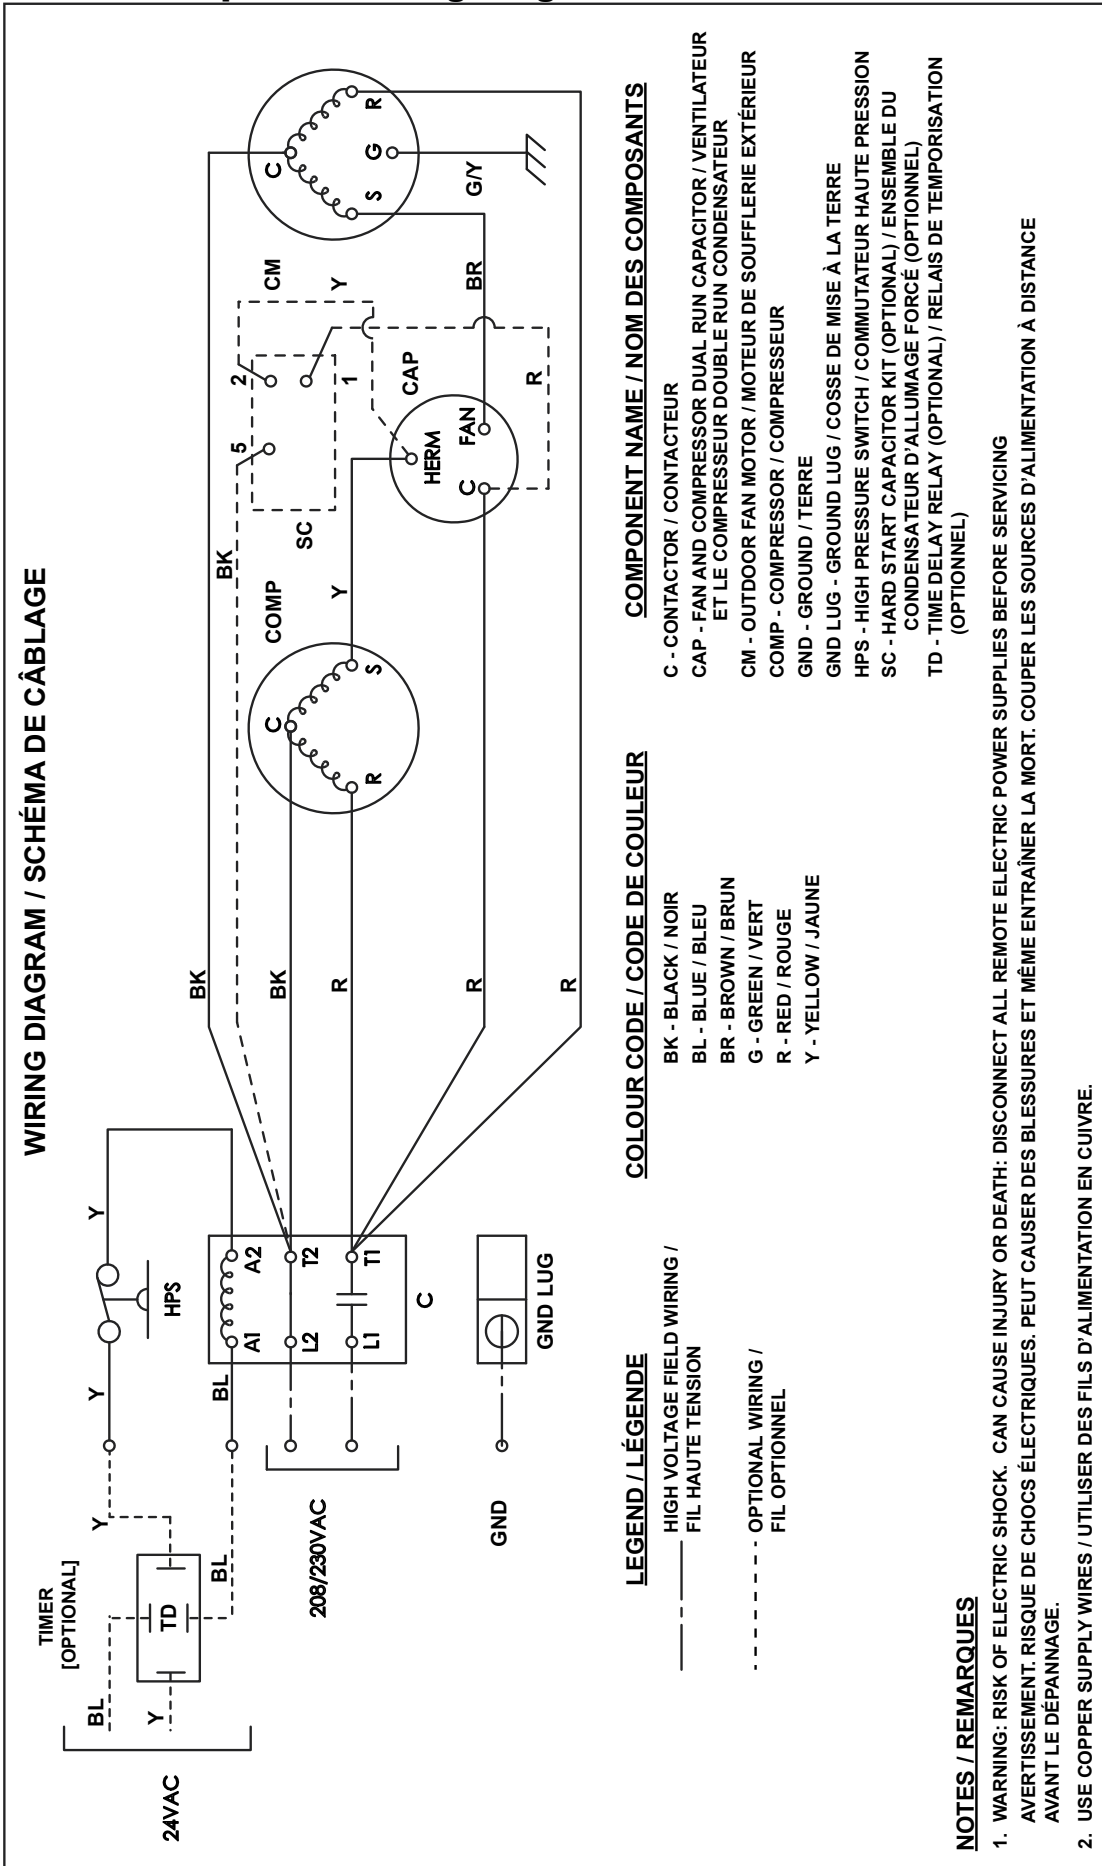 WIRING DIAGRAM / SCHÉMA DE CÂBLAGE
TIMER
[OPTIONAL]
24VAC
BL
Y
TD
Y
BL
Y
BL
Y
HPS
A1
A2
L2
T2
L1
T1
C
208/230VAC
GND
GND LUG
BK
BK
R
R
R
BK
COMP
C
R
S
Y
SC
5
2
1
CM
Y
CAP
HERM
FAN
C
R
BR
G/Y
C
S
G
R
LEGEND / LÉGENDE
HIGH VOLTAGE FIELD WIRING /
FIL HAUTE TENSION
OPTIONAL WIRING /
FIL OPTIONNEL
COLOUR CODE / CODE DE COULEUR
BK - BLACK / NOIR
BL - BLUE / BLEU
BR - BROWN / BRUN
G - GREEN / VERT
R - RED / ROUGE
Y - YELLOW / JAUNE
COMPONENT NAME / NOM DES COMPOSANTS
C - CONTACTOR / CONTACTEUR
CAP - FAN AND COMPRESSOR DUAL RUN CAPACITOR / VENTILATEUR
ET LE COMPRESSEUR DOUBLE RUN CONDENSATEUR
CM - OUTDOOR FAN MOTOR / MOTEUR DE SOUFFLERIE EXTÉRIEUR
COMP - COMPRESSOR / COMPRESSEUR
GND - GROUND / TERRE
GND LUG - GROUND LUG / COSSE DE MISE À LA TERRE
HPS - HIGH PRESSURE SWITCH / COMMUTATEUR HAUTE PRESSION
SC - HARD START CAPACITOR KIT (OPTIONAL) / ENSEMBLE DU
CONDENSATEUR D'ALLUMAGE FORCÉ (OPTIONNEL)
TD - TIME DELAY RELAY (OPTIONAL) / RELAIS DE TEMPORISATION
(OPTIONNEL)
NOTES / REMARQUES
1. WARNING: RISK OF ELECTRIC SHOCK. CAN CAUSE INJURY OR DEATH: DISCONNECT ALL REMOTE ELECTRIC POWER SUPPLIES BEFORE SERVICING
AVERTISSEMENT. RISQUE DE CHOCS ÉLECTRIQUES. PEUT CAUSER DES BLESSURES ET MÊME ENTRAÎNER LA MORT. COUPER LES SOURCES D'ALIMENTATION À DISTANCE
AVANT LE DÉPANNAGE.
2. USE COPPER SUPPLY WIRES / UTILISER DES FILS D'ALIMENTATION EN CUIVRE.